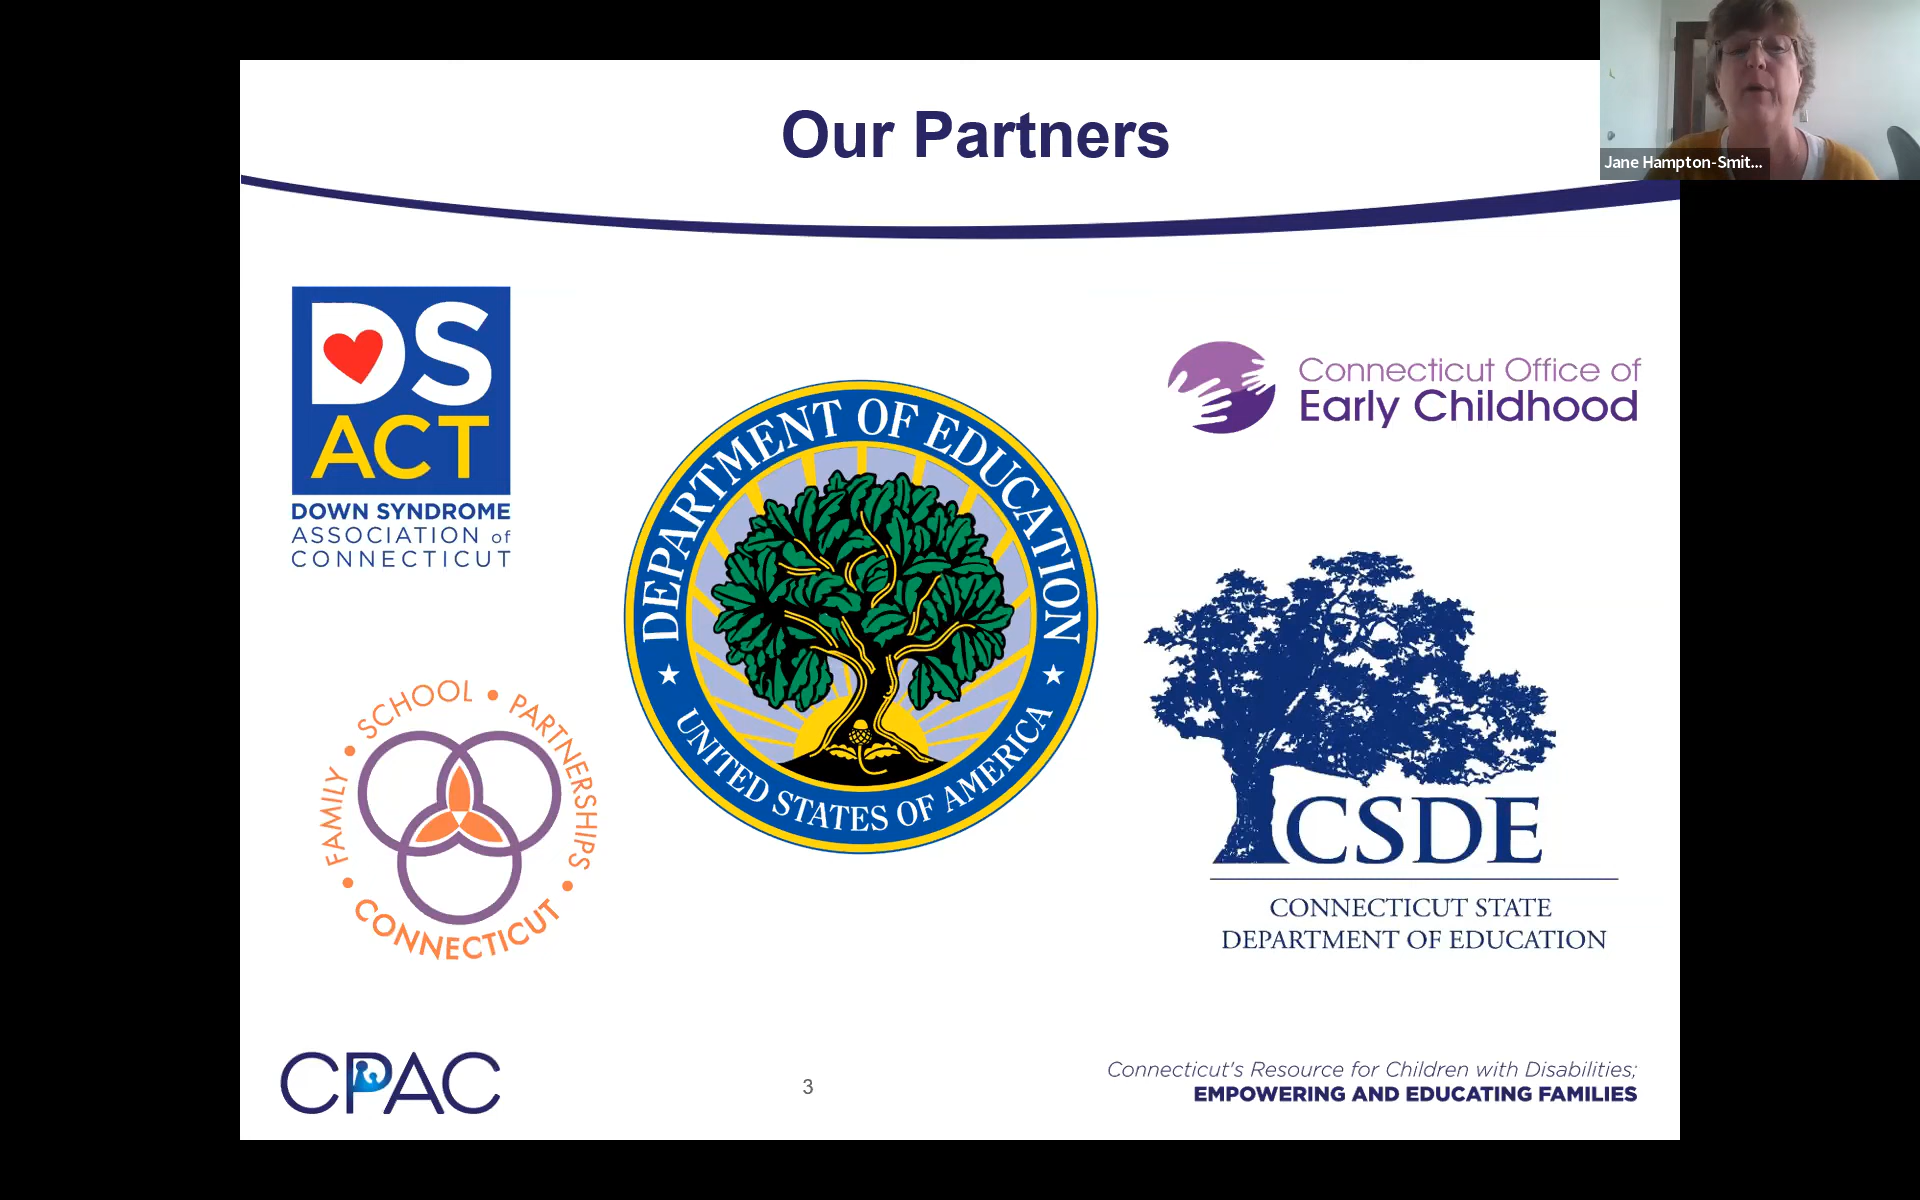 Our Partners
Jane Hampton-Smit...
DS
ACT
DOWN SYNDROME
ASSOCIATION of
CONNECTICUT
DEPARTMENT OF EDUCATION
UNITED STATES OF AMERICA
Connecticut Office of
Early Childhood
FAMILY • SCHOOL • PARTNERSHIPS •
CONNECTICUT •
CSDE
CONNECTICUT STATE
DEPARTMENT OF EDUCATION
CPAC
3
Connecticut's Resource for Children with Disabilities;
EMPOWERING AND EDUCATING FAMILIES